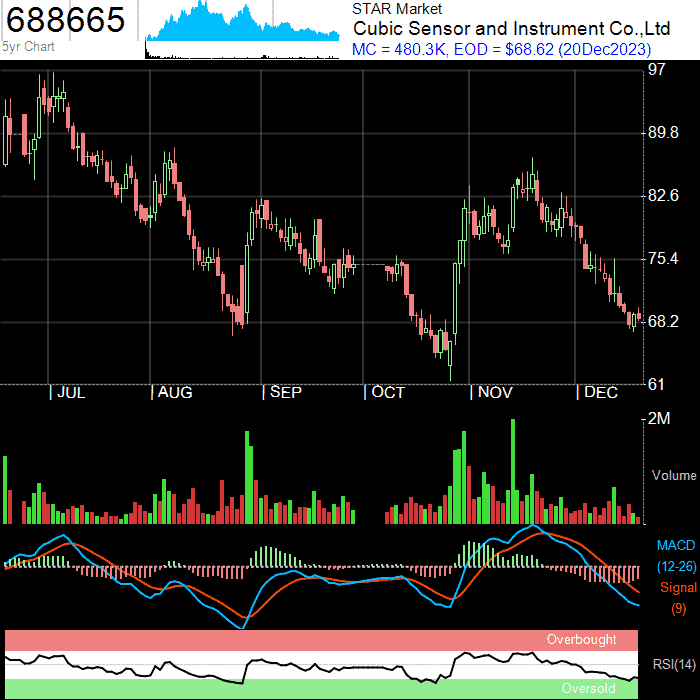 688665
5yr Chart
STAR Market
Cubic Sensor and Instrument Co.,Ltd
MC = 480.3K, EOD = $68.62 (20Dec2023)
97
89.8
82.6
75.4
68.2
61
JUL AUG SEP OCT NOV DEC
2M
Volume
MACD
(12-26)
Signal
(9)
Overbought
RSI(14)
Oversold